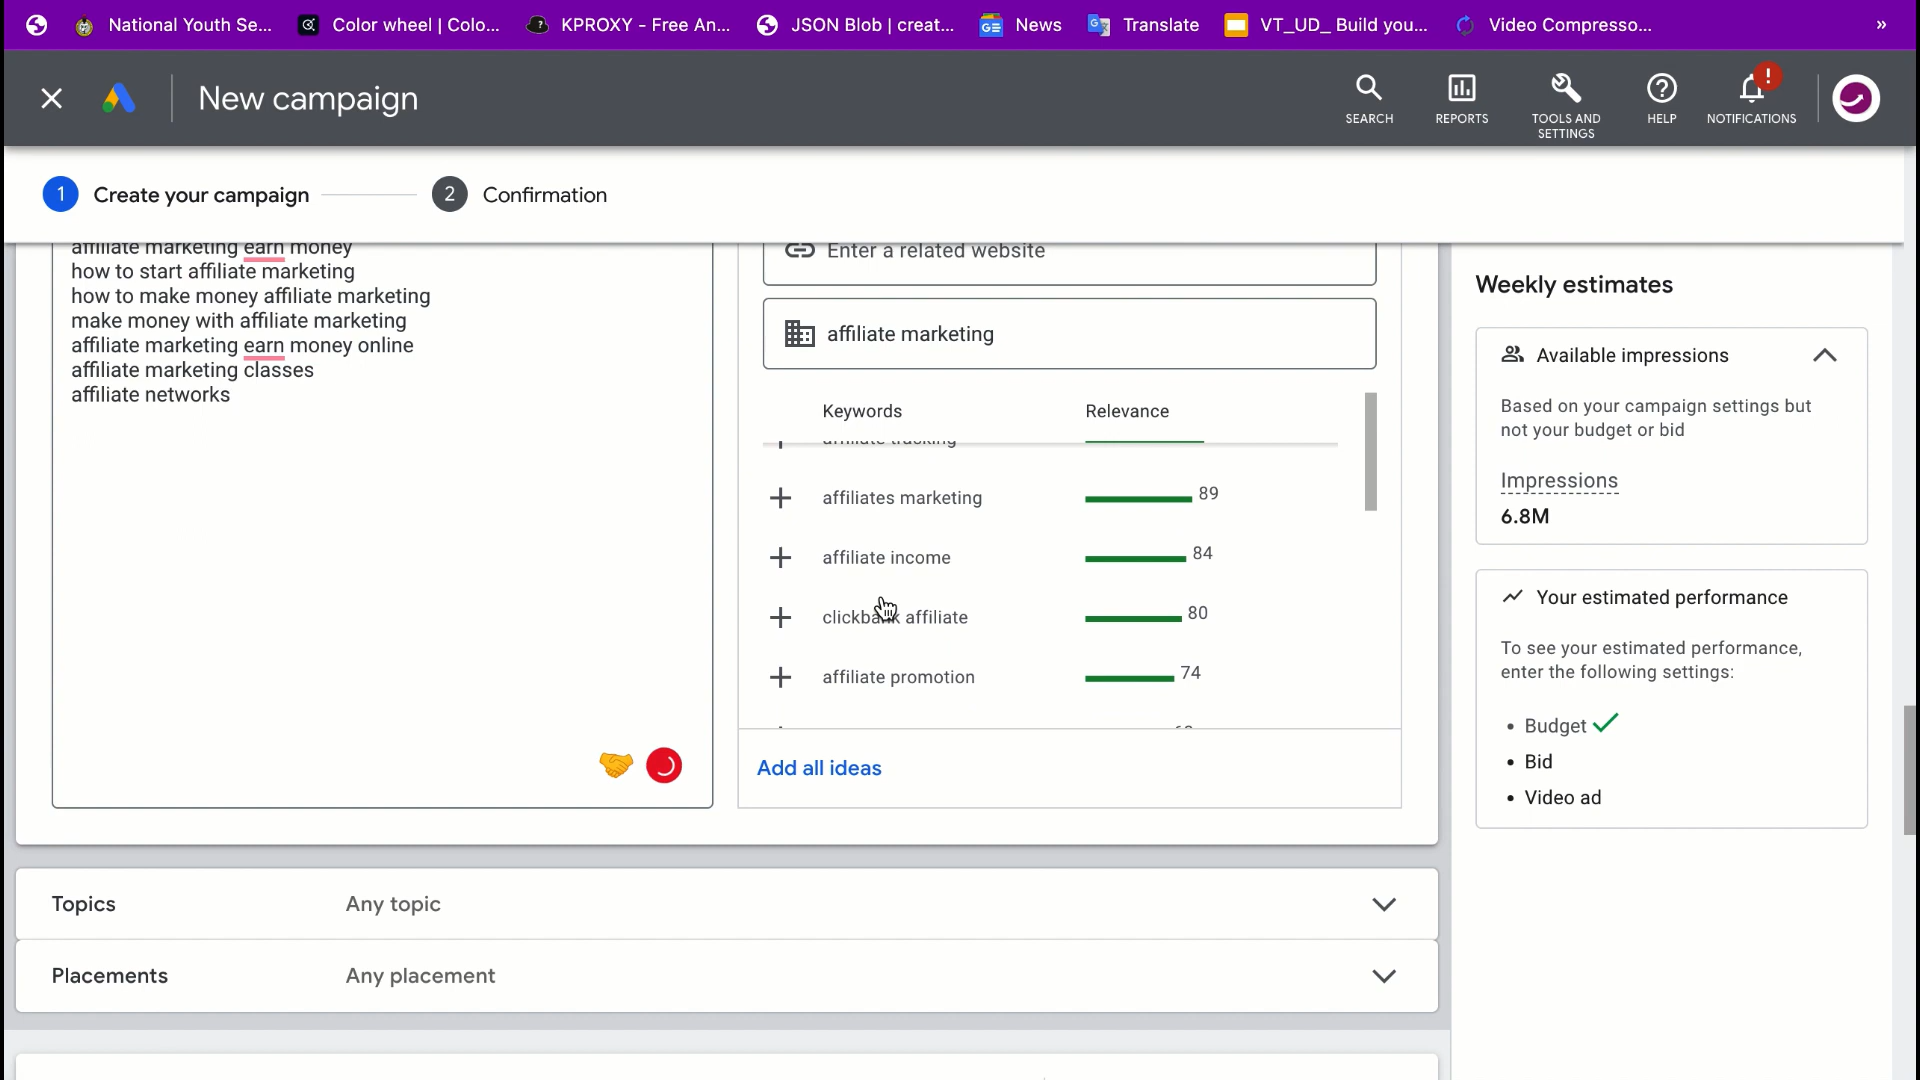 National Youth Se...
Color wheel | Colo...
KPROXY - Free An...
JSON Blob | creat...
News
Translate
VT_UD_ Build you...
Video Compresso...
»
New campaign
SEARCH
REPORTS
TOOLS AND
SETTINGS
HELP
NOTIFICATIONS
1 Create your campaign
2 Confirmation
affiliate marketing earn money
how to start affiliate marketing
how to make money affiliate marketing
make money with affiliate marketing
affiliate marketing earn money online
affiliate marketing classes
affiliate networks
Enter a related website
affiliate marketing
Keywords Relevance
affiliate tracking
affiliates marketing 89
affiliate income 84
clickbank affiliate 80
affiliate promotion 74
Add all ideas
Topics Any topic
Placements Any placement
Weekly estimates
Available impressions
Based on your campaign settings but
not your budget or bid
Impressions
6.8M
Your estimated performance
To see your estimated performance,
enter the following settings:
• Budget
• Bid
• Video ad